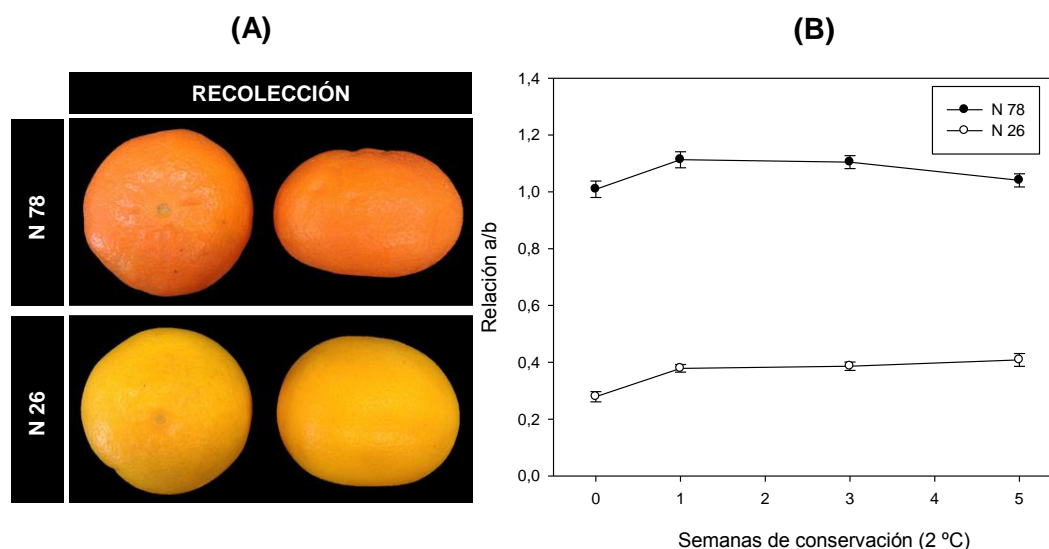 (A)
RECOLECCIÓN
N 78
N 26
(B)
Relación a/b
1,4
1,2
1,0
0,8
0,6
0,4
0,2
0,0
N 78
N 26
0 1 2 3 4 5
Semanas de conservación (2 ºC)